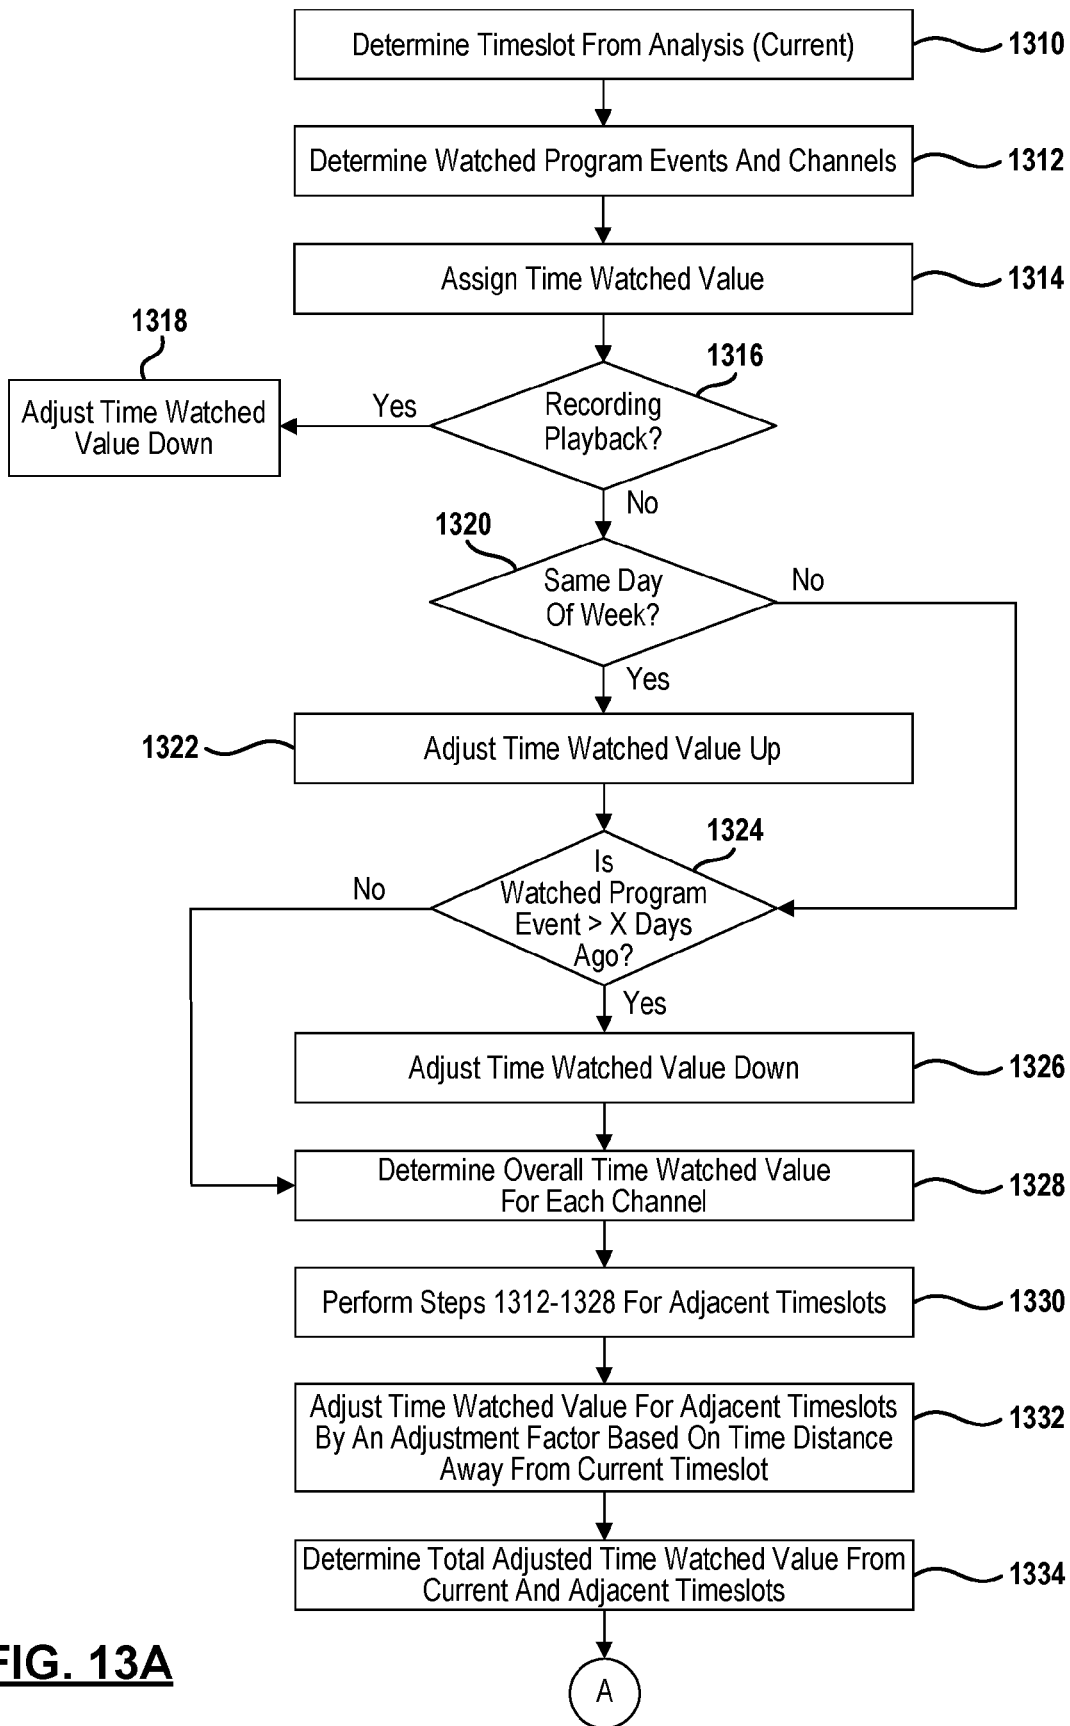 Determine Timeslot From Analysis (Current)
1310
Determine Watched Program Events And Channels
1312
Assign Time Watched Value
1314
1318
Adjust Time Watched
Value Down
Yes
1316
Recording
Playback?
No
1320
Same Day
Of Week?
No
Yes
1322
Adjust Time Watched Value Up
1324
Is
Watched Program
Event > X Days
Ago?
No
Yes
Adjust Time Watched Value Down
1326
Determine Overall Time Watched Value
For Each Channel
1328
Perform Steps 1312-1328 For Adjacent Timeslots
1330
Adjust Time Watched Value For Adjacent Timeslots
By An Adjustment Factor Based On Time Distance
Away From Current Timeslot
1332
Determine Total Adjusted Time Watched Value From
Current And Adjacent Timeslots
1334
FIG. 13A
A